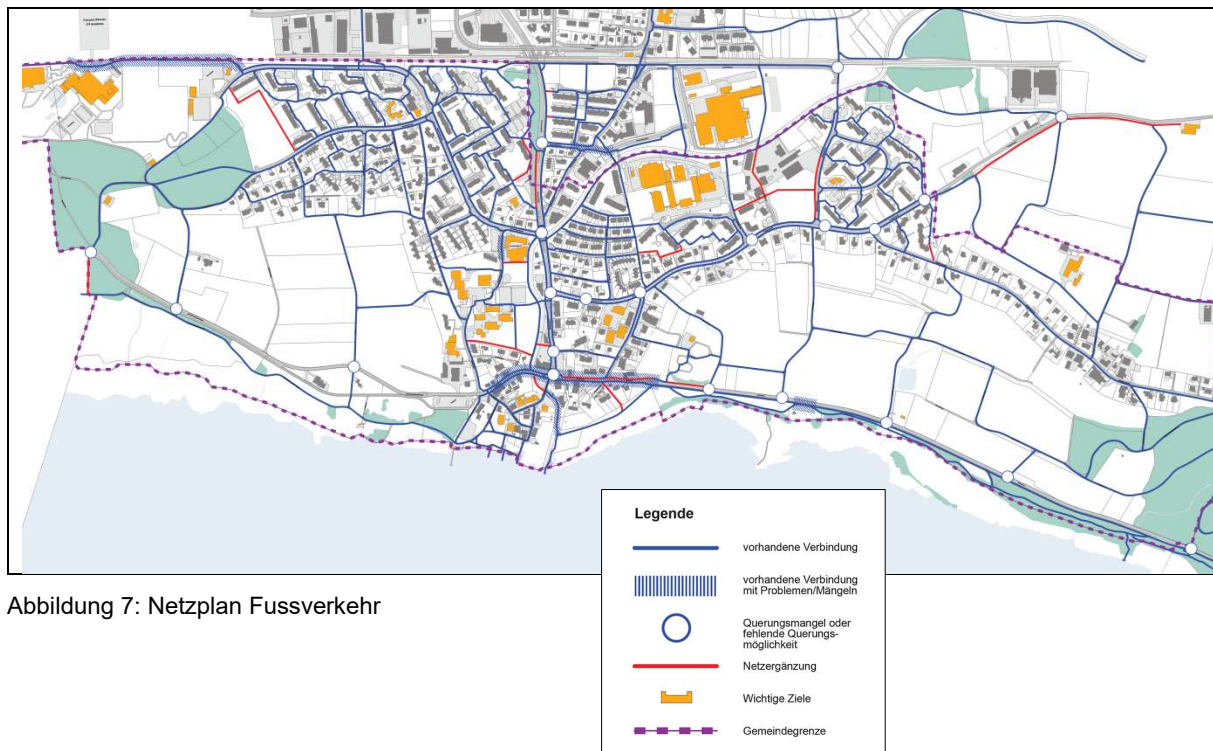 Legende
vorhandene Verbindung
vorhandene Verbindung
mit Problemen/Mängeln
Querungsmangel oder
fehlende Querungs-
möglichkeit
Netzergänzung
Wichtige Ziele
Gemeindegrenze
Abbildung 7: Netzplan Fussverkehr